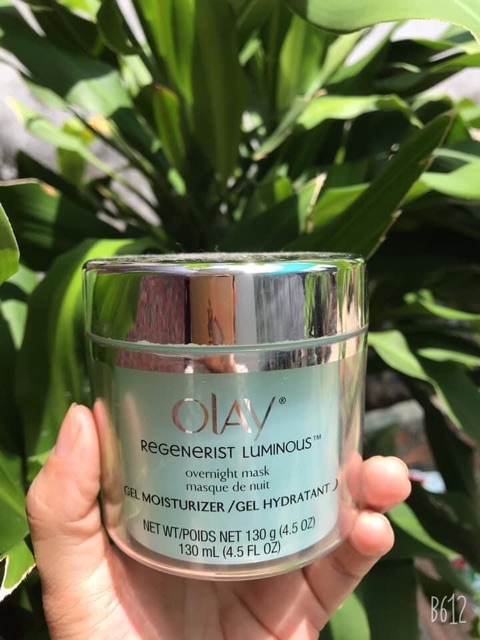 OLAY®
REGENERIST LUMINOUS™
overnight mask
masque de nuit
GEL MOISTURIZER/GEL HYDRATANT
NET WT/POIDS NET 130 g (4.5 OZ)
130 mL (4.5 FL OZ)
B612